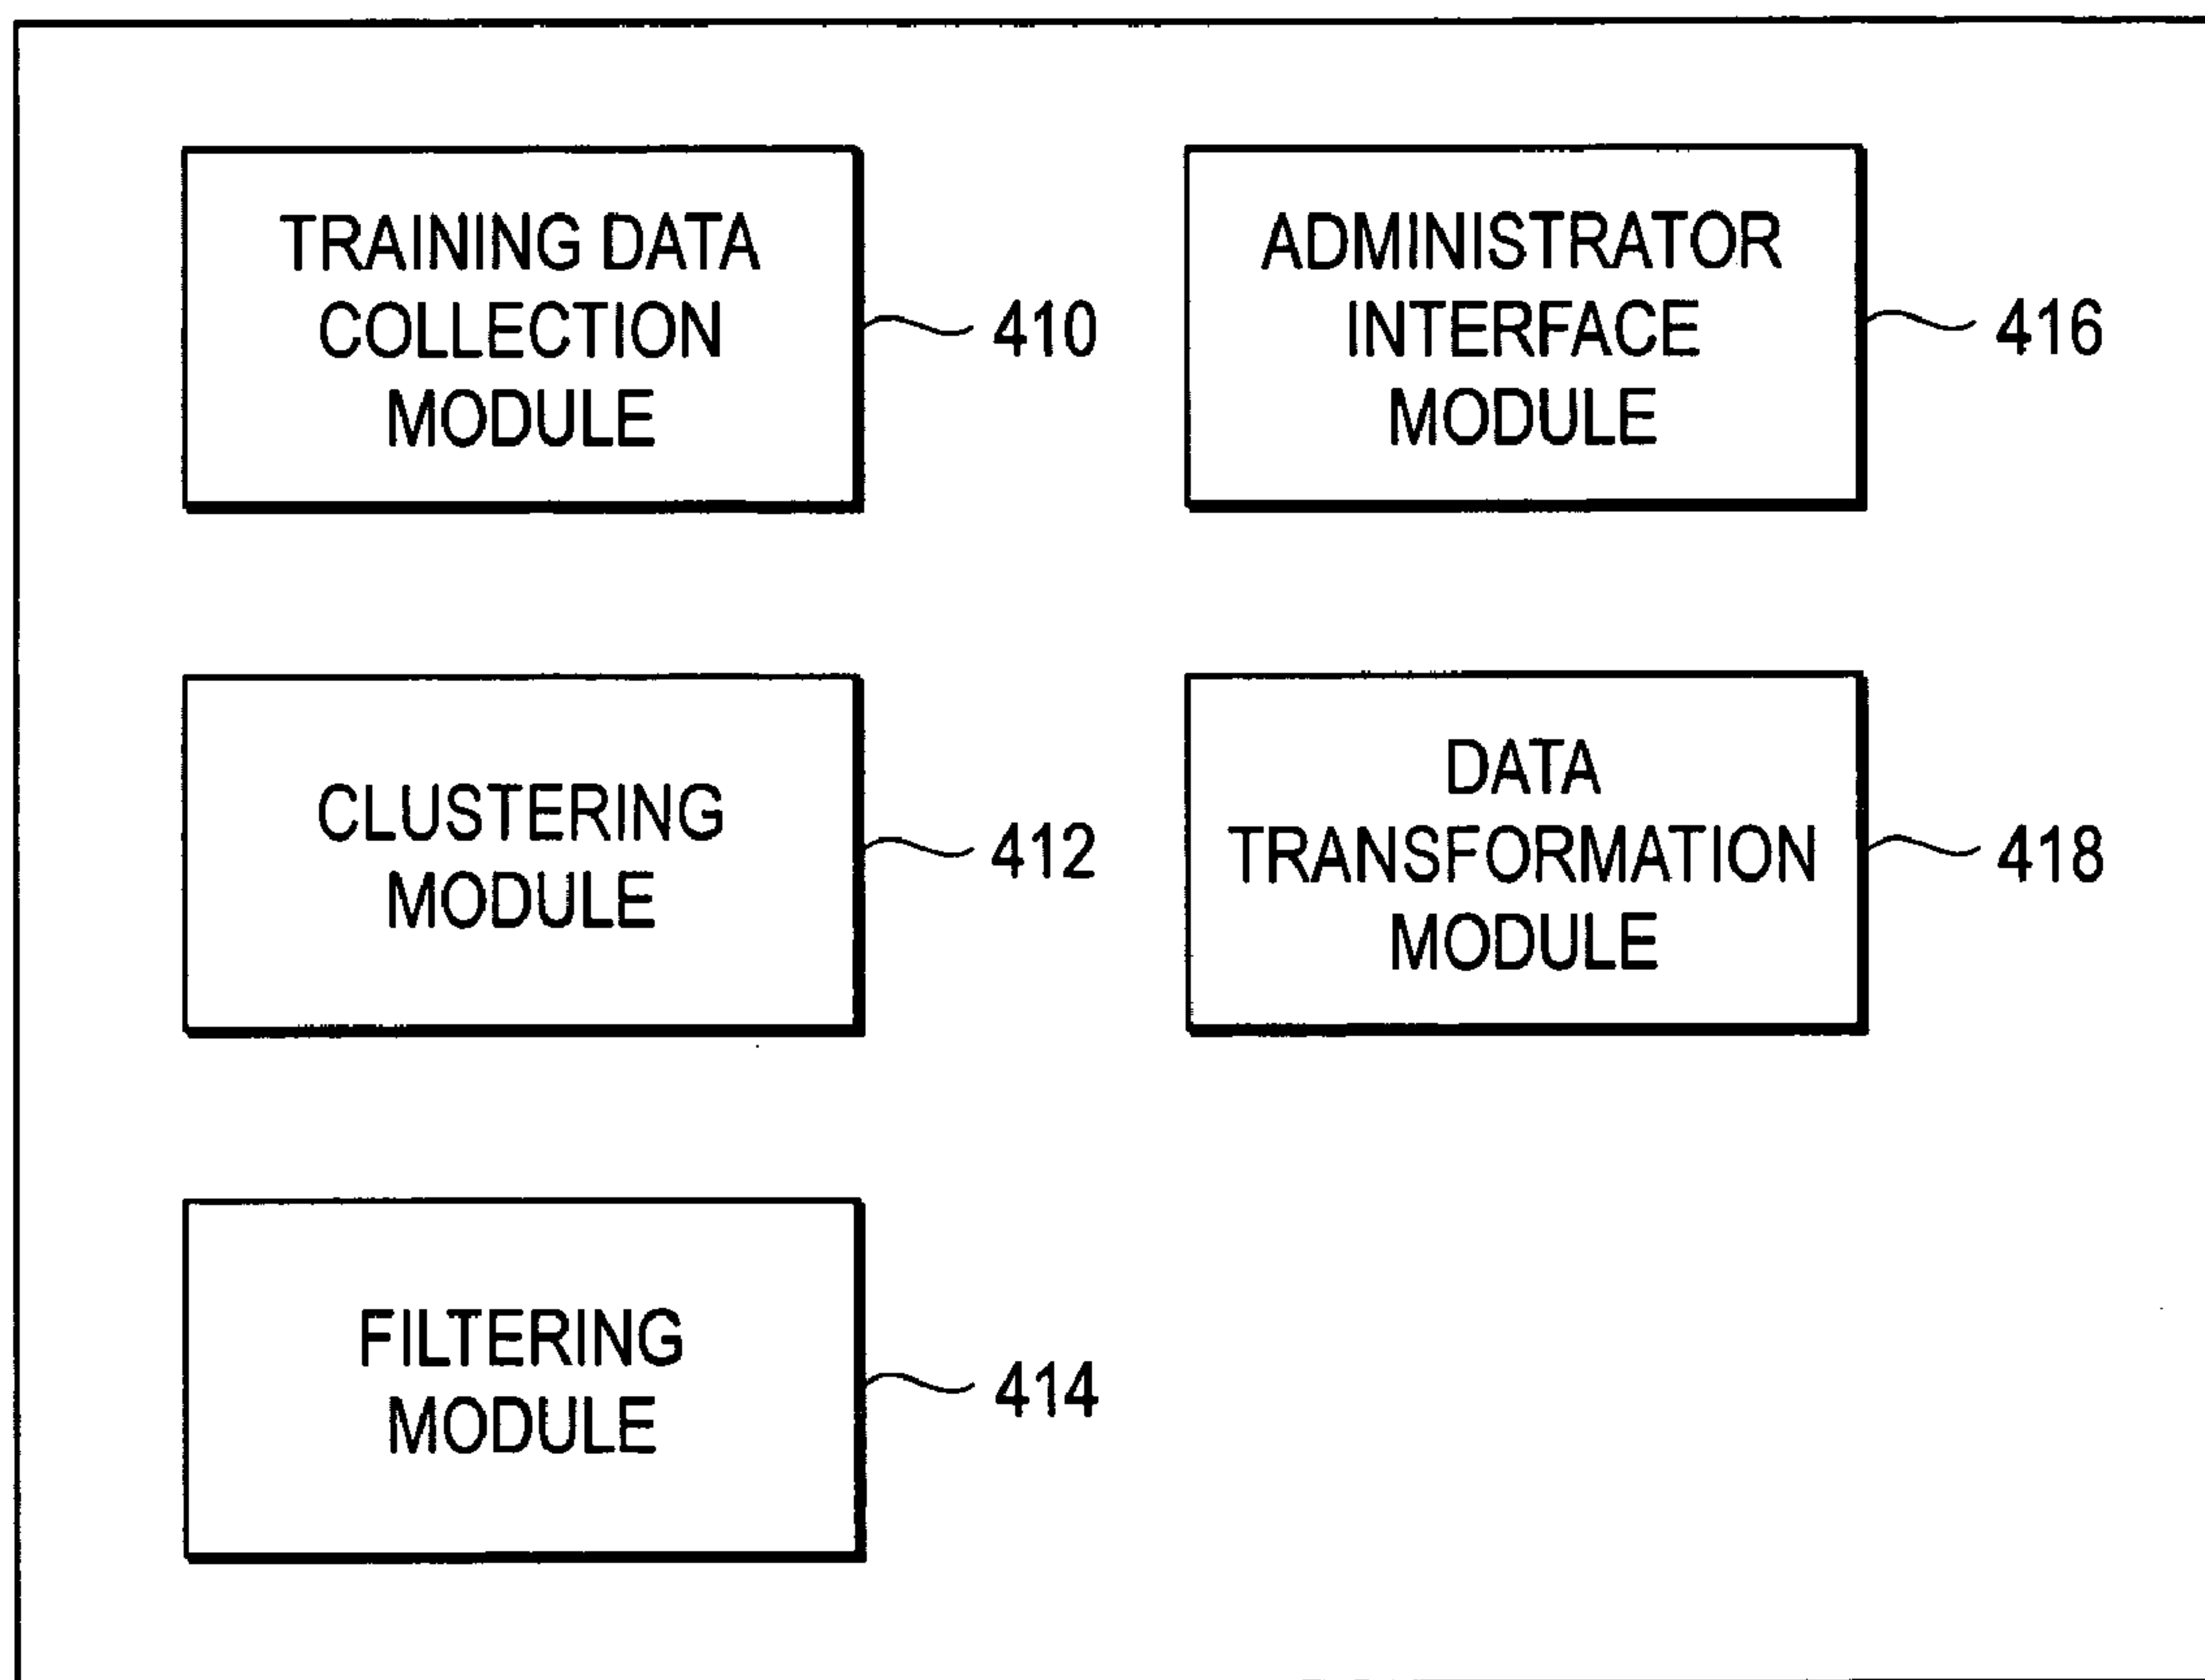 TRAINING DATA
COLLECTION
MODULE
410
ADMINISTRATOR
INTERFACE
MODULE
416
CLUSTERING
MODULE
412
DATA
TRANSFORMATION
MODULE
418
FILTERING
MODULE
414